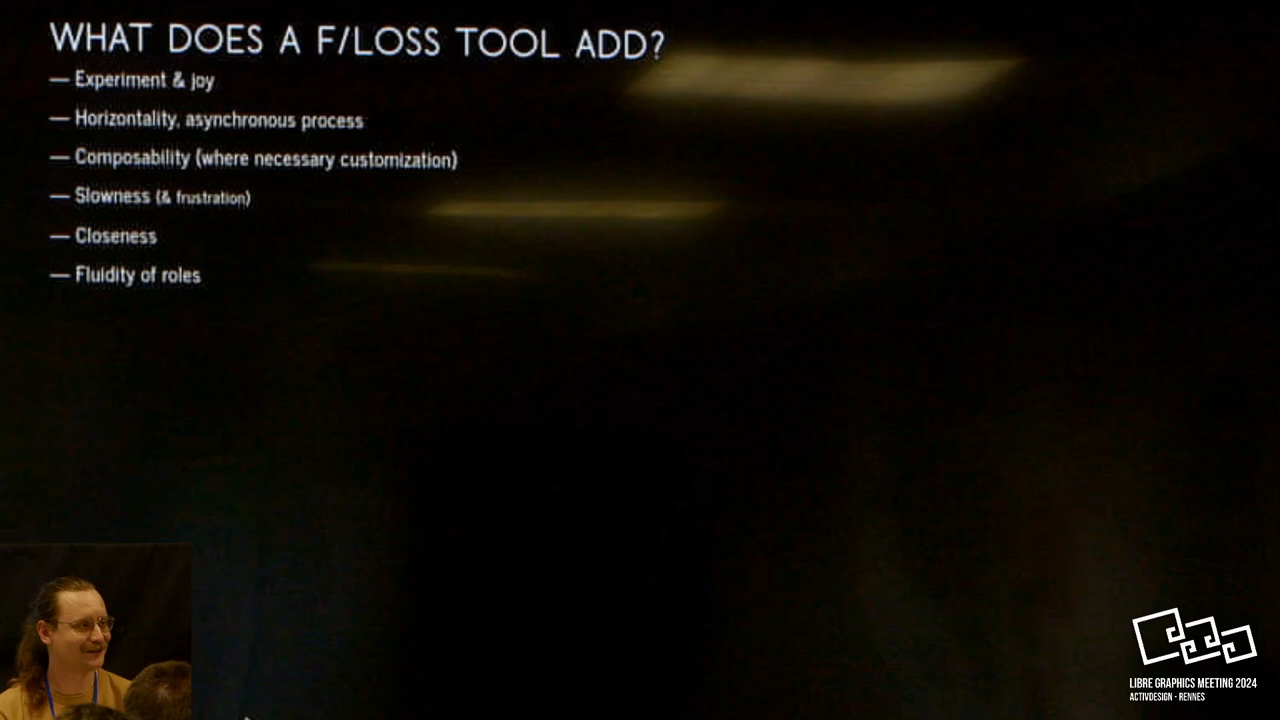 WHAT DOES A F/LOSS TOOL ADD?
— Experiment & joy
— Horizontality, asynchronous process
— Composability (where necessary customization)
— Slowness (& frustration)
— Closeness
— Fluidity of roles
LIBRE GRAPHICS MEETING 2024
ACTIVDESIGN - RENNES